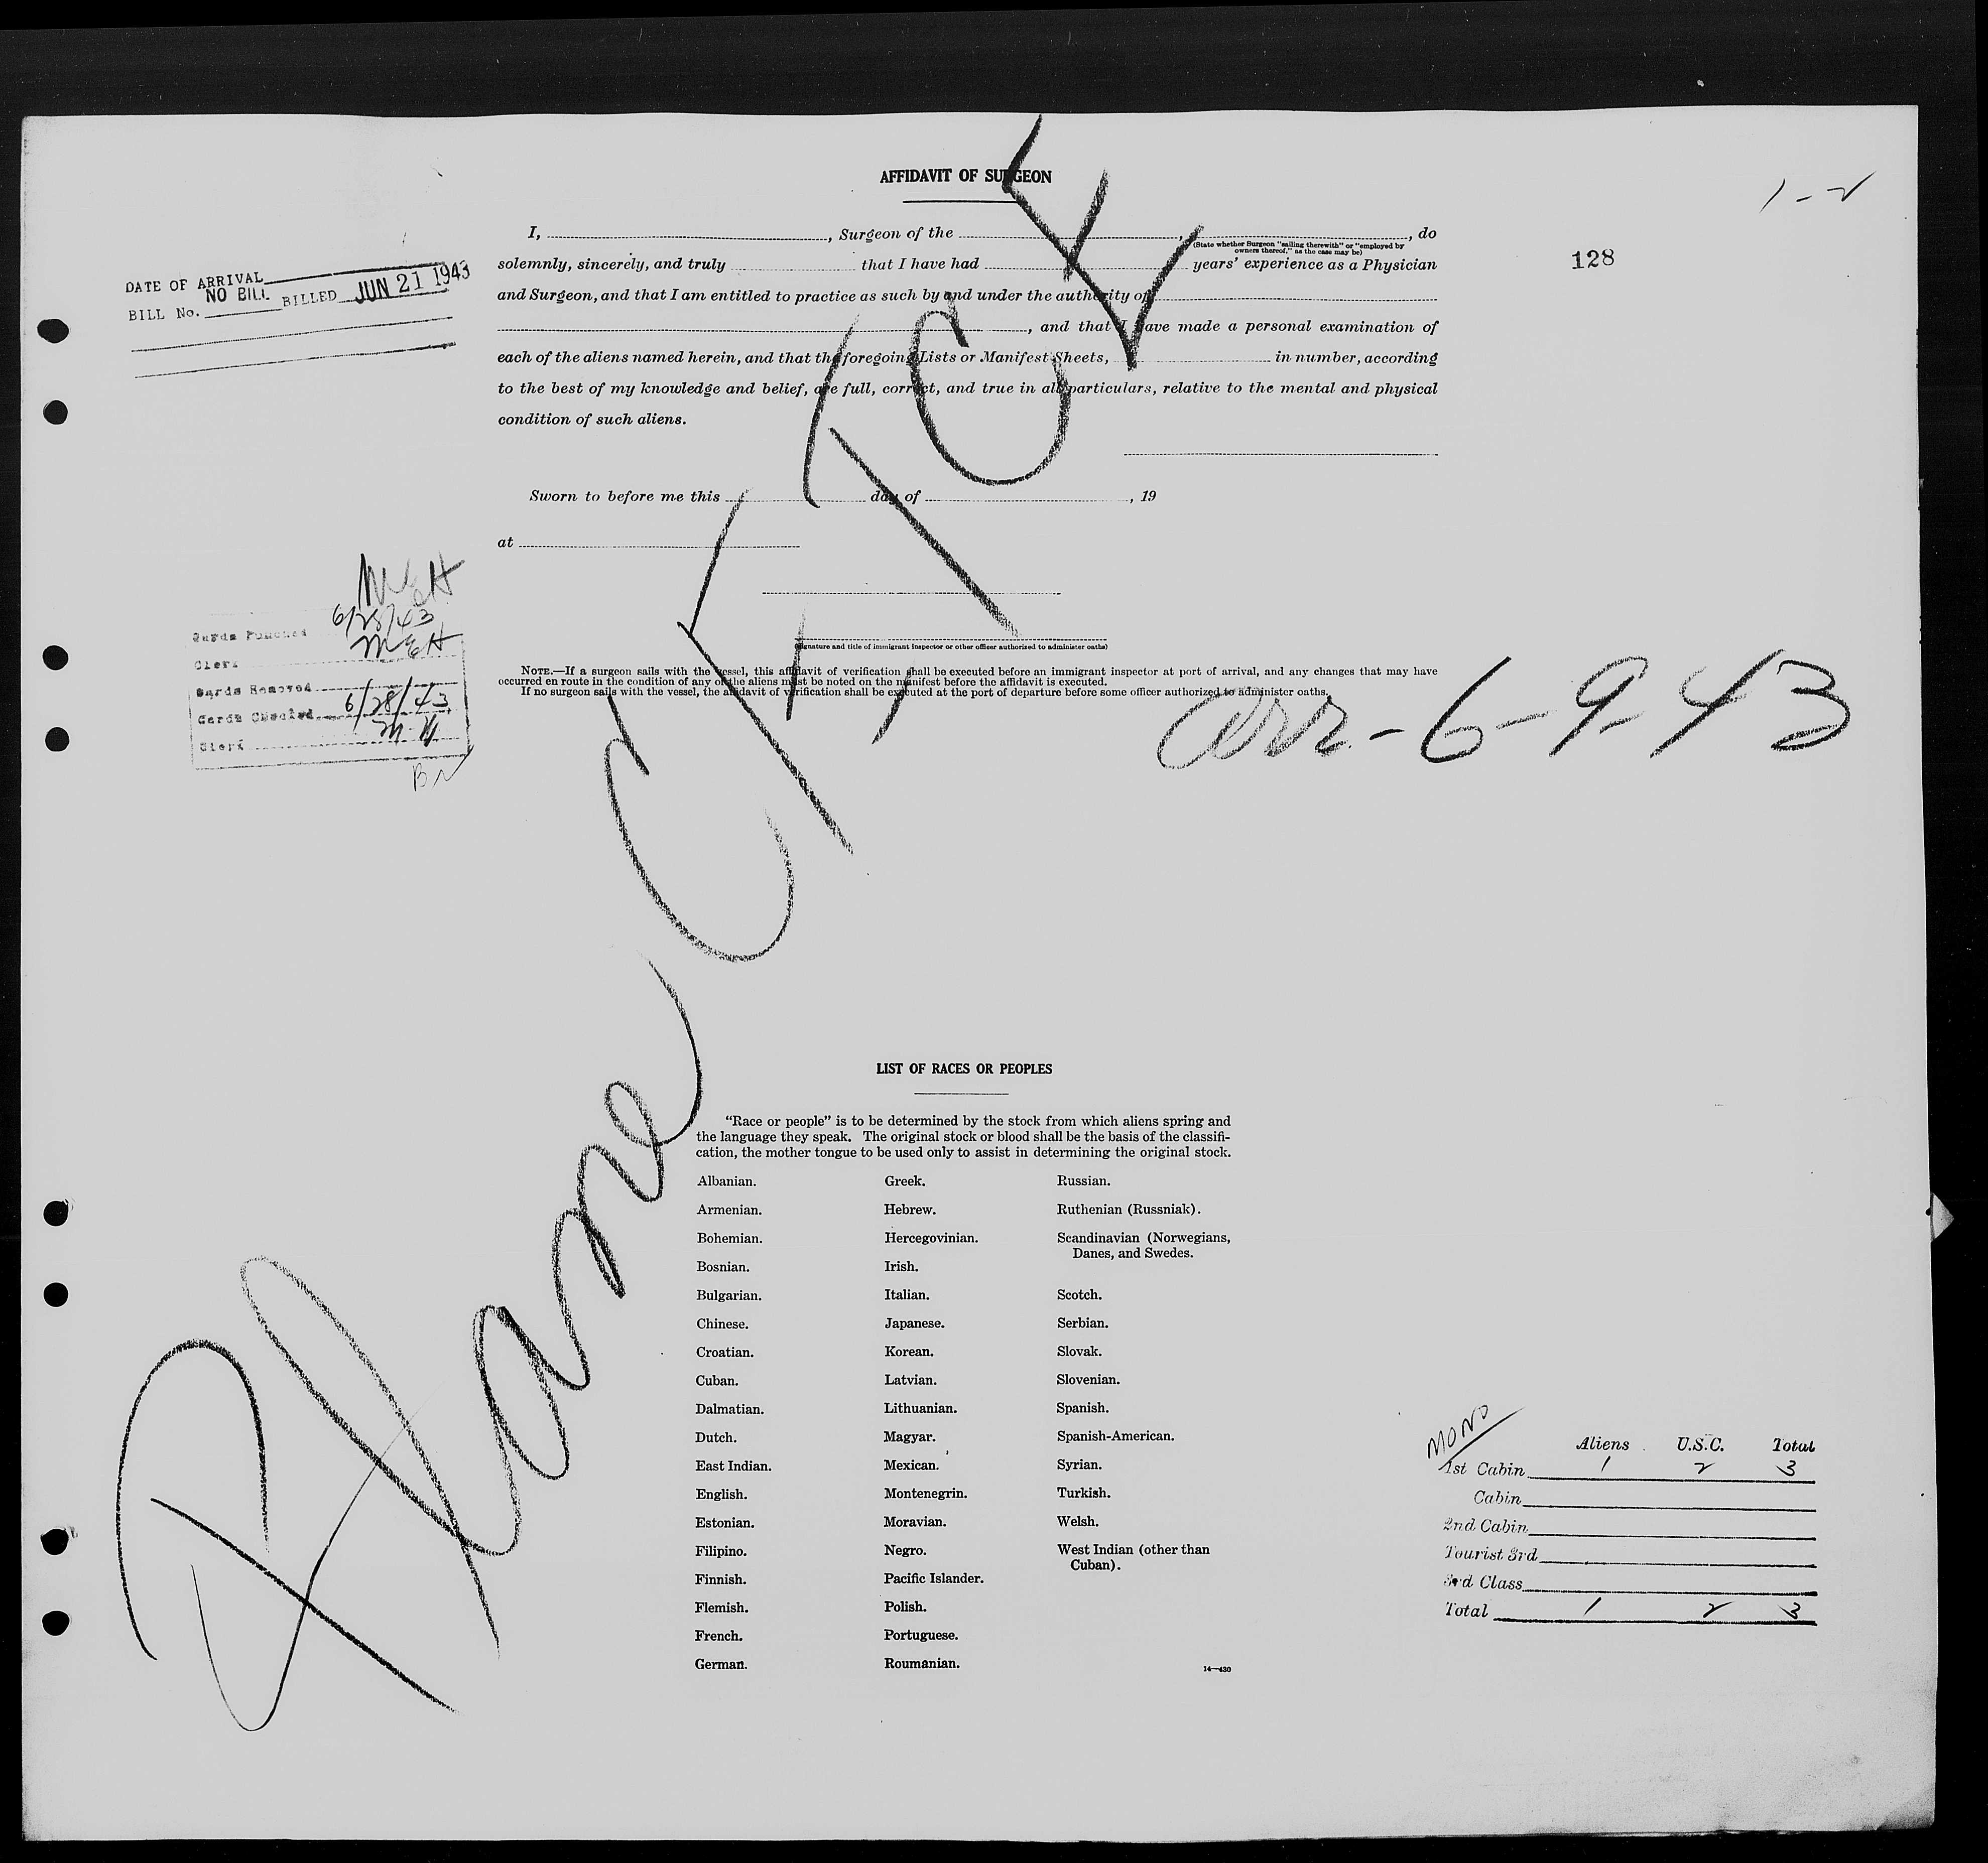 AFFIDAVIT OF SURGEON
1-2
128
I, , Surgeon of the , , do
(State whether Surgeon "sailing therewith" or "employed by
owners thereof," as the case may be)
solemnly, sincerely, and truly that I have had years' experience as a Physician
and Surgeon, and that I am entitled to practice as such by and under the authority of
, and that I have made a personal examination of
each of the aliens named herein, and that the foregoing Lists or Manifest Sheets, in number, according
to the best of my knowledge and belief, are full, correct, and true in all particulars, relative to the mental and physical
condition of such aliens.
Sworn to before me this day of , 19
at
(Signature and title of immigrant inspector or other officer authorized to administer oaths)
NOTE.—If a surgeon sails with the vessel, this affidavit of verification shall be executed before an immigrant inspector at port of arrival, and any changes that may have
occurred en route in the condition of any of the aliens must be noted on the manifest before the affidavit is executed.
If no surgeon sails with the vessel, the affidavit of verification shall be executed at the port of departure before some officer authorized to administer oaths.
DATE OF ARRIVAL
NO BILL
BILL No. BILLED JUN 21 1943
MEH
Cards Punched 6/28/43
Clerk MEH
Cards Removed
Cards Checked 6/28/43
Clerk
arr-6-9-43
Plane
LIST OF RACES OR PEOPLES
"Race or people" is to be determined by the stock from which aliens spring and
the language they speak. The original stock or blood shall be the basis of the classifi-
cation, the mother tongue to be used only to assist in determining the original stock.
Albanian.
Armenian.
Bohemian.
Bosnian.
Bulgarian.
Chinese.
Croatian.
Cuban.
Dalmatian.
Dutch.
East Indian.
English.
Estonian.
Filipino.
Finnish.
Flemish.
French.
German.
Greek.
Hebrew.
Hercegovinian.
Irish.
Italian.
Japanese.
Korean.
Latvian.
Lithuanian.
Magyar.
Mexican.
Montenegrin.
Moravian.
Negro.
Pacific Islander.
Polish.
Portuguese.
Roumanian.
Russian.
Ruthenian (Russniak).
Scandinavian (Norwegians,
Danes, and Swedes.
Scotch.
Serbian.
Slovak.
Slovenian.
Spanish.
Spanish-American.
Syrian.
Turkish.
Welsh.
West Indian (other than
Cuban).
14—430
MONO
Aliens U.S.C. Total
1st Cabin 1 2 3
Cabin
2nd Cabin
Tourist 3rd
3rd Class
Total 1 2 3